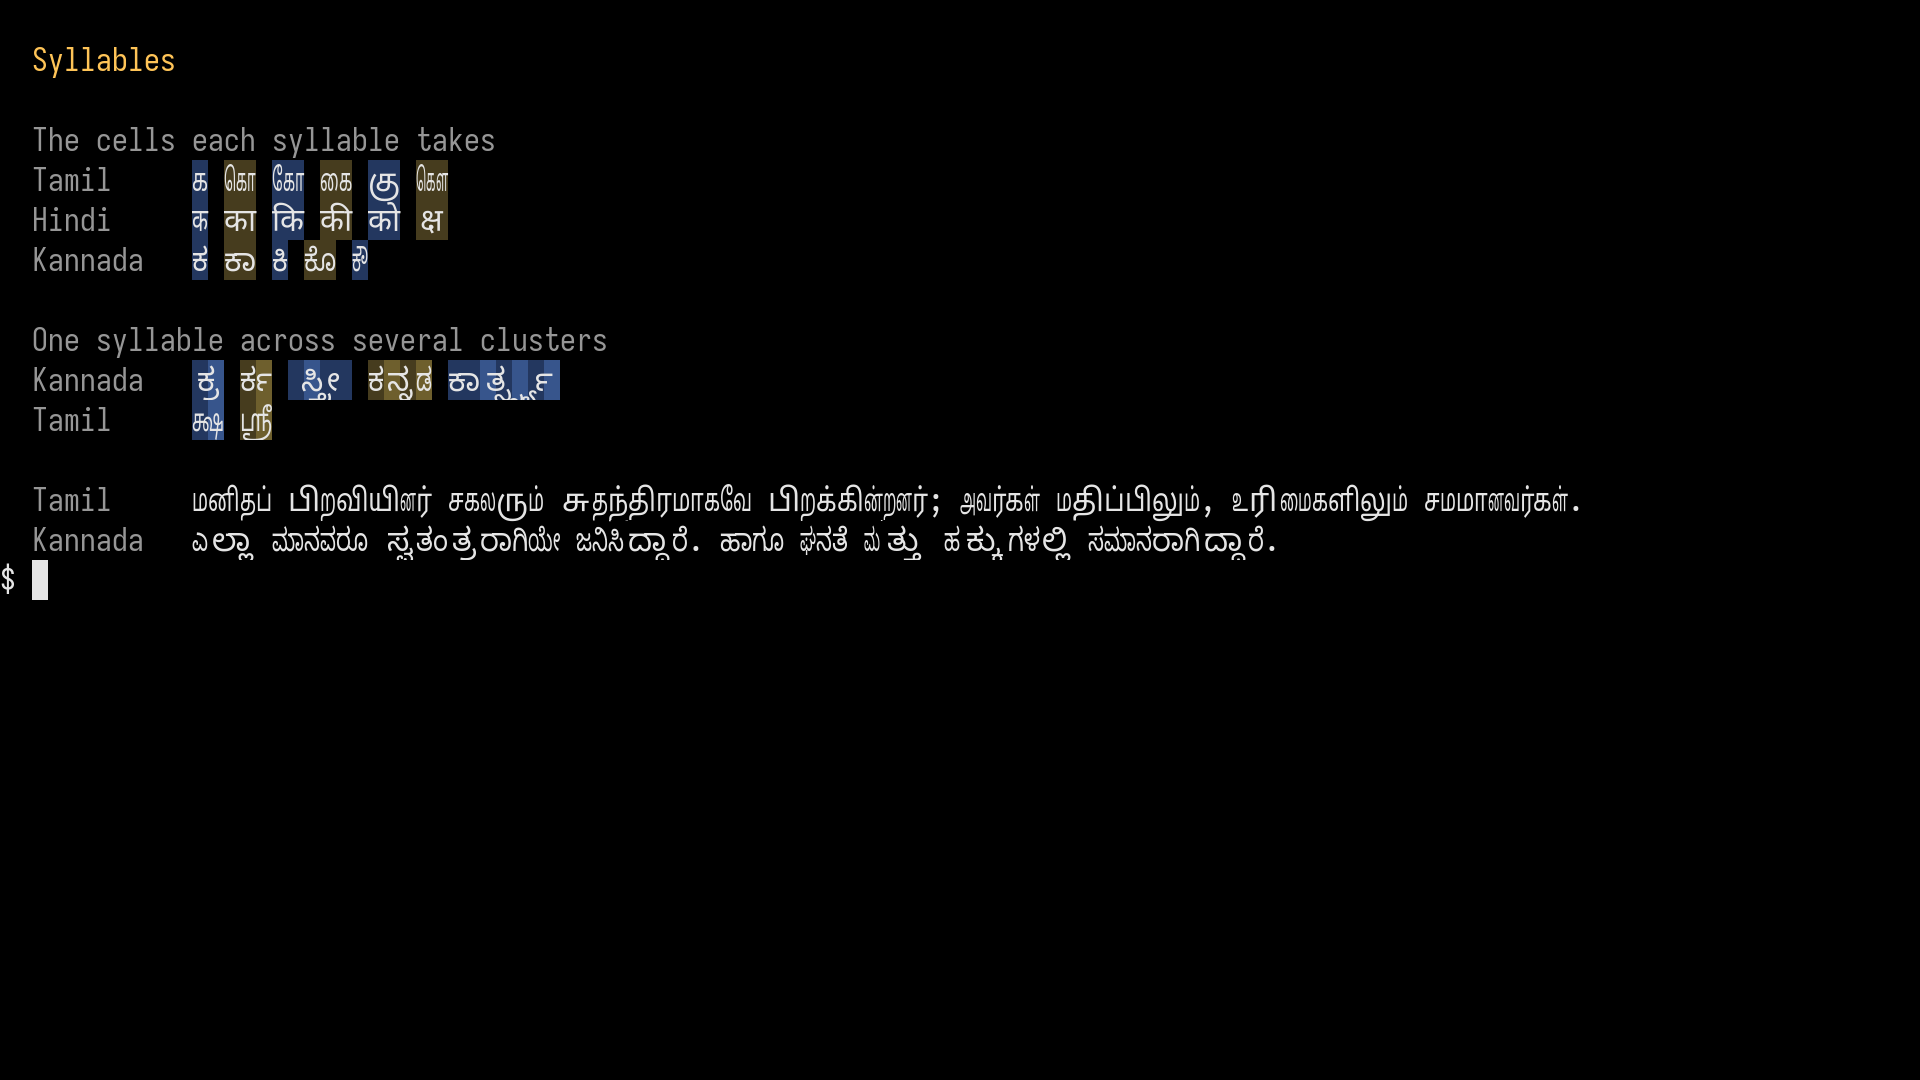 Syllables
The cells each syllable takes
Tamil க கொ கோ கை கு கௌ
Hindi क का कि की को क्ष
Kannada ಕ ಕಾ ಕಿ ಕೊ ಕೌ
One syllable across several clusters
Kannada ಕ್ರ ರ್ಕ ಸ್ತ್ರೀ ಕನ್ನಡ ಕಾರ್ತ್ಸ್ನ್ಯ
Tamil க்ஷ ஸ்ரீ
Tamil மனிதப் பிறவியினர் சகலரும் சுதந்திரமாகவே பிறக்கின்றனர்; அவர்கள் மதிப்பிலும், உரிமைகளிலும் சமமானவர்கள்.
Kannada ಎಲ್ಲಾ ಮಾನವರೂ ಸ್ವತಂತ್ರರಾಗಿಯೇ ಜನಿಸಿದ್ದಾರೆ. ಹಾಗೂ ಘನತೆ ಮತ್ತು ಹಕ್ಕುಗಳಲ್ಲಿ ಸಮಾನರಾಗಿದ್ದಾರೆ.
$